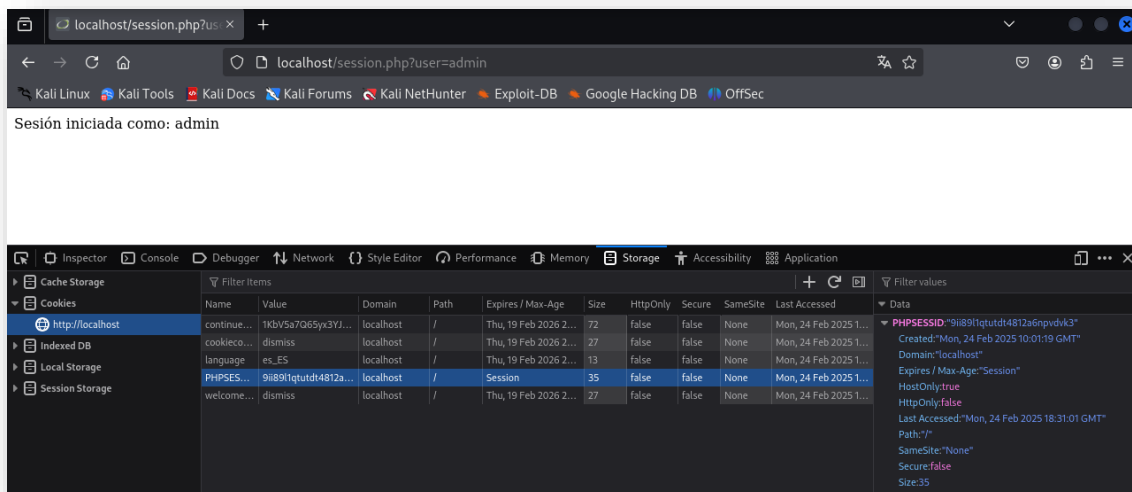 localhost/session.php?us
localhost/session.php?user=admin
Kali Linux Kali Tools Kali Docs Kali Forums Kali NetHunter Exploit-DB Google Hacking DB OffSec
Sesión iniciada como: admin
Inspector Console Debugger Network Style Editor Performance Memory Storage Accessibility Application
Cache Storage
Cookies
http://localhost
Indexed DB
Local Storage
Session Storage
Filter Items
Name Value Domain Path Expires / Max-Age Size HttpOnly Secure SameSite Last Accessed
continue... 1KbV5a7Q65yx3YJ... localhost / Thu, 19 Feb 2026 2... 72 false false None Mon, 24 Feb 2025 1...
cookieco... dismiss localhost / Thu, 19 Feb 2026 2... 27 false false None Mon, 24 Feb 2025 1...
language es_ES localhost / Thu, 19 Feb 2026 2... 13 false false None Mon, 24 Feb 2025 1...
PHPSES... 9ii89l1qtutdt4812a... localhost / Session 35 false false None Mon, 24 Feb 2025 1...
welcome... dismiss localhost / Thu, 19 Feb 2026 2... 27 false false None Mon, 24 Feb 2025 1...
Filter values
Data
PHPSESSID:"9ii89l1qtutdt4812a6npvdvk3"
Created:"Mon, 24 Feb 2025 10:01:19 GMT"
Domain:"localhost"
Expires / Max-Age:"Session"
HostOnly:true
HttpOnly:false
Last Accessed:"Mon, 24 Feb 2025 18:31:01 GMT"
Path:"/"
SameSite:"None"
Secure:false
Size:35